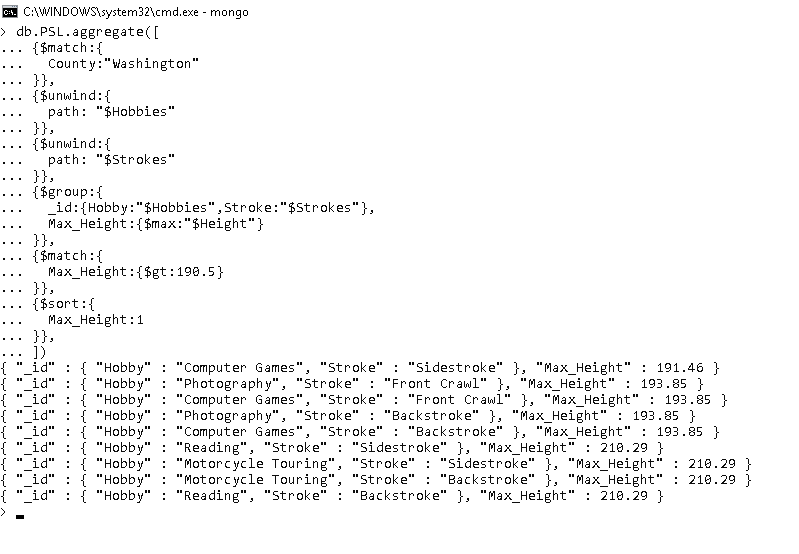 C:\WINDOWS\system32\cmd.exe - mongo
> db.PSL.aggregate([
... {$match:{
...   County:"Washington"
... }},
... {$unwind:{
...   path: "$Hobbies"
... }},
... {$unwind:{
...   path: "$Strokes"
... }},
... {$group:{
...   _id:{Hobby:"$Hobbies",Stroke:"$Strokes"},
...   Max_Height:{$max:"$Height"}
... }},
... {$match:{
...   Max_Height:{$gt:190.5}
... }},
... {$sort:{
...   Max_Height:1
... }},
... ])
{ "_id" : { "Hobby" : "Computer Games", "Stroke" : "Sidestroke" }, "Max_Height" : 191.46 }
{ "_id" : { "Hobby" : "Photography", "Stroke" : "Front Crawl" }, "Max_Height" : 193.85 }
{ "_id" : { "Hobby" : "Computer Games", "Stroke" : "Front Crawl" }, "Max_Height" : 193.85 }
{ "_id" : { "Hobby" : "Photography", "Stroke" : "Backstroke" }, "Max_Height" : 193.85 }
{ "_id" : { "Hobby" : "Computer Games", "Stroke" : "Backstroke" }, "Max_Height" : 193.85 }
{ "_id" : { "Hobby" : "Reading", "Stroke" : "Sidestroke" }, "Max_Height" : 210.29 }
{ "_id" : { "Hobby" : "Motorcycle Touring", "Stroke" : "Sidestroke" }, "Max_Height" : 210.29 }
{ "_id" : { "Hobby" : "Motorcycle Touring", "Stroke" : "Backstroke" }, "Max_Height" : 210.29 }
{ "_id" : { "Hobby" : "Reading", "Stroke" : "Backstroke" }, "Max_Height" : 210.29 }
>